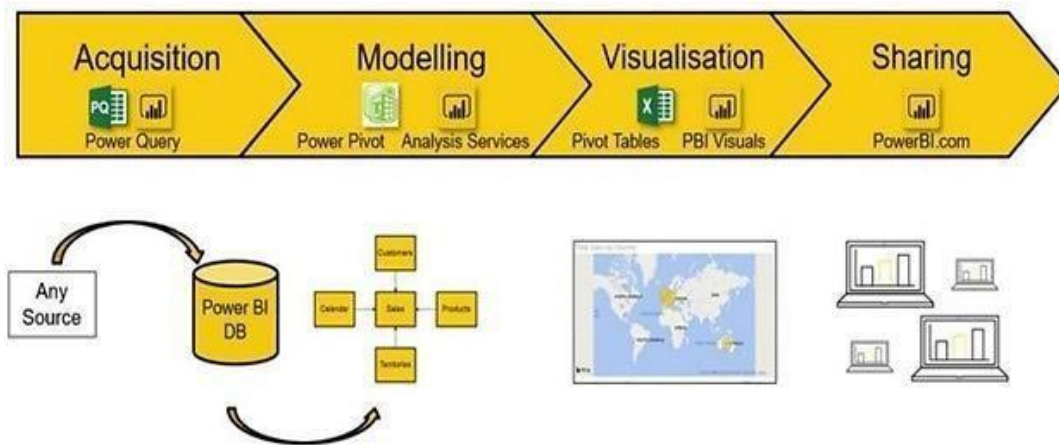 Acquisition
Modelling
Visualisation
Sharing
PQ
X
Power Query
Power Pivot
Analysis Services
Pivot Tables
PBI Visuals
PowerBI.com
Any
Source
Power BI
DB
Customers
Calendar
Sales
Products
Territories